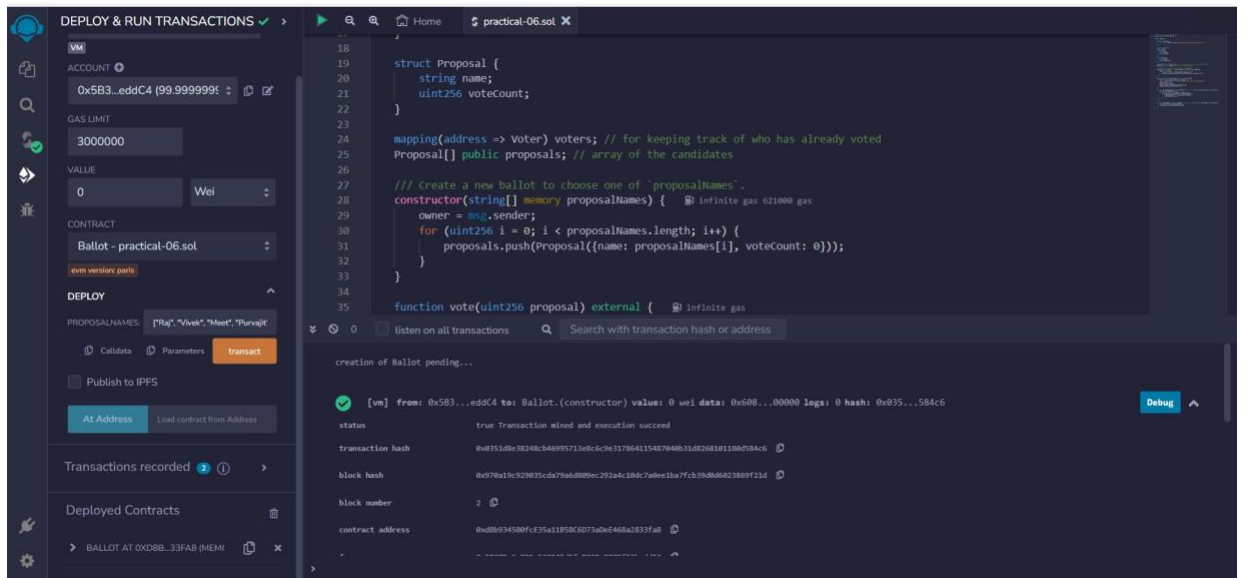 DEPLOY & RUN TRANSACTIONS
VM
ACCOUNT
0x5B3...eddC4 (99.9999999
GAS LIMIT
3000000
VALUE
0
Wei
CONTRACT
Ballot - practical-06.sol
evm version: paris
DEPLOY
PROPOSALNAMES: ["Raj", "Vivek", "Meet", "Purvajit"
Calldata
Parameters
transact
Publish to IPFS
At Address
Load contract from Address
Transactions recorded 2
Deployed Contracts
BALLOT AT 0XD8B...33FA8 (MEM
Home
practical-06.sol
18
19 struct Proposal {
20 string name;
21 uint256 voteCount;
22 }
23
24 mapping(address => Voter) voters; // for keeping track of who has already voted
25 Proposal[] public proposals; // array of the candidates
26
27 /// Create a new ballot to choose one of `proposalNames`.
28 constructor(string[] memory proposalNames) { infinite gas 621000 gas
29 owner = msg.sender;
30 for (uint256 i = 0; i < proposalNames.length; i++) {
31 proposals.push(Proposal({name: proposalNames[i], voteCount: 0}));
32 }
33 }
34
35 function vote(uint256 proposal) external { infinite gas
0
listen on all transactions
Search with transaction hash or address
creation of Ballot pending...
[vm] from: 0x5B3...eddC4 to: Ballot.(constructor) value: 0 wei data: 0x608...00000 logs: 0 hash: 0x035...584c6
Debug
status true Transaction mined and execution succeed
transaction hash
block hash
block number 2
contract address
>